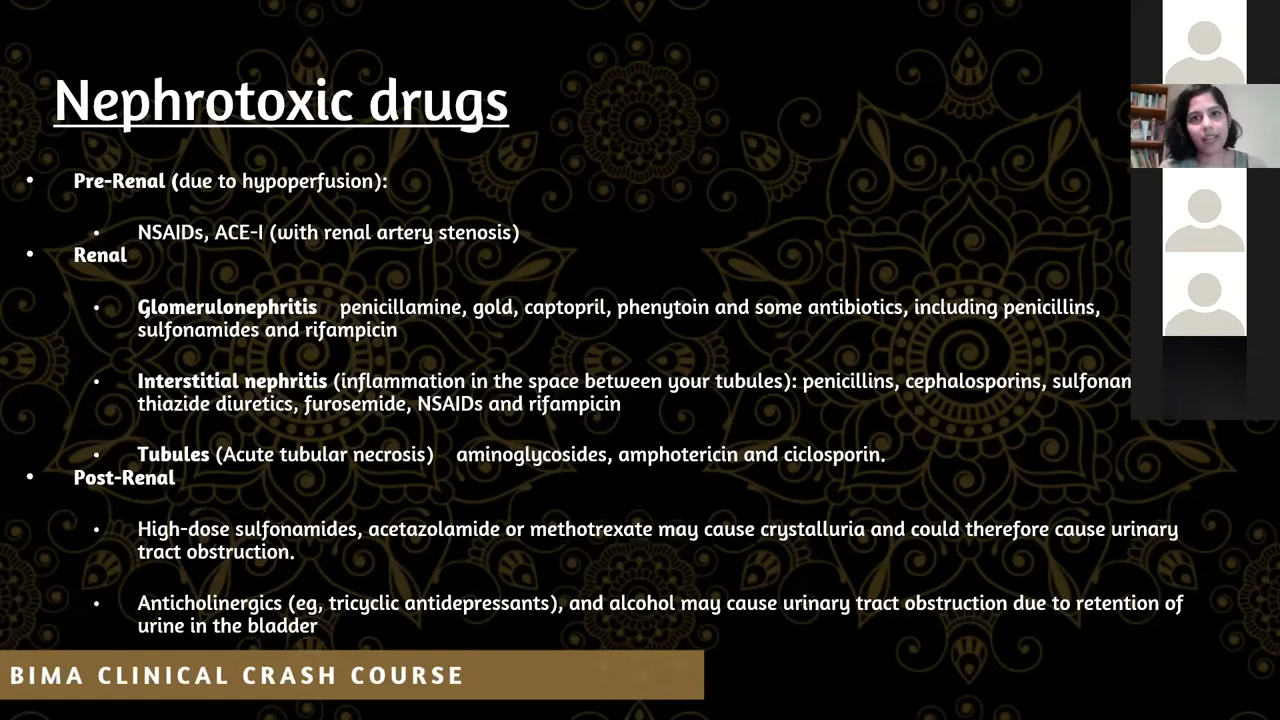 Nephrotoxic drugs
• Pre-Renal (due to hypoperfusion):
• NSAIDs, ACE-I (with renal artery stenosis)
• Renal
• Glomerulonephritis penicillamine, gold, captopril, phenytoin and some antibiotics, including penicillins,
sulfonamides and rifampicin
• Interstitial nephritis (inflammation in the space between your tubules): penicillins, cephalosporins, sulfonam
thiazide diuretics, furosemide, NSAIDs and rifampicin
• Tubules (Acute tubular necrosis) aminoglycosides, amphotericin and ciclosporin.
• Post-Renal
• High-dose sulfonamides, acetazolamide or methotrexate may cause crystalluria and could therefore cause urinary
tract obstruction.
• Anticholinergics (eg, tricyclic antidepressants), and alcohol may cause urinary tract obstruction due to retention of
urine in the bladder
BIMA CLINICAL CRASH COURSE